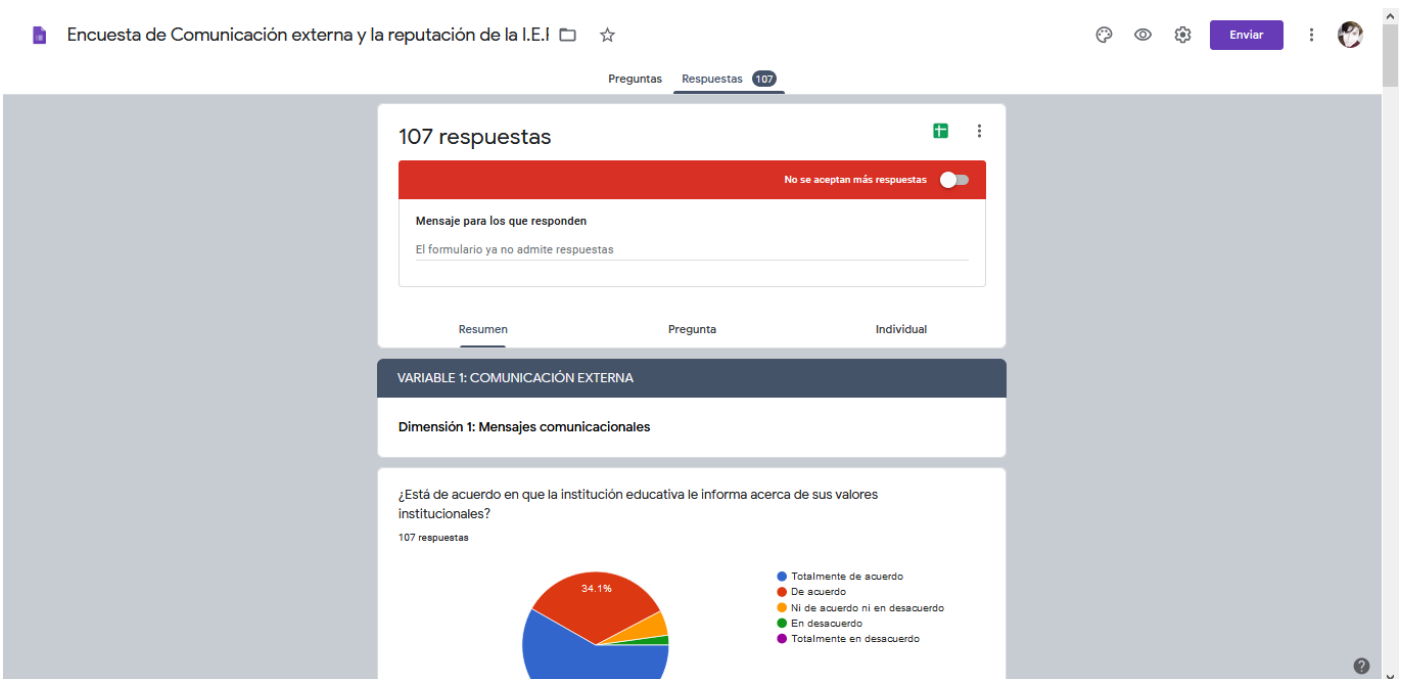 Encuesta de Comunicación externa y la reputación de la I.E.I
Enviar
Preguntas Respuestas 107
107 respuestas
No se aceptan más respuestas
Mensaje para los que responden
El formulario ya no admite respuestas
Resumen Pregunta Individual
VARIABLE 1: COMUNICACIÓN EXTERNA
Dimensión 1: Mensajes comunicacionales
¿Está de acuerdo en que la institución educativa le informa acerca de sus valores
institucionales?
107 respuestas
34.1%
Totalmente de acuerdo
De acuerdo
Ni de acuerdo ni en desacuerdo
En desacuerdo
Totalmente en desacuerdo